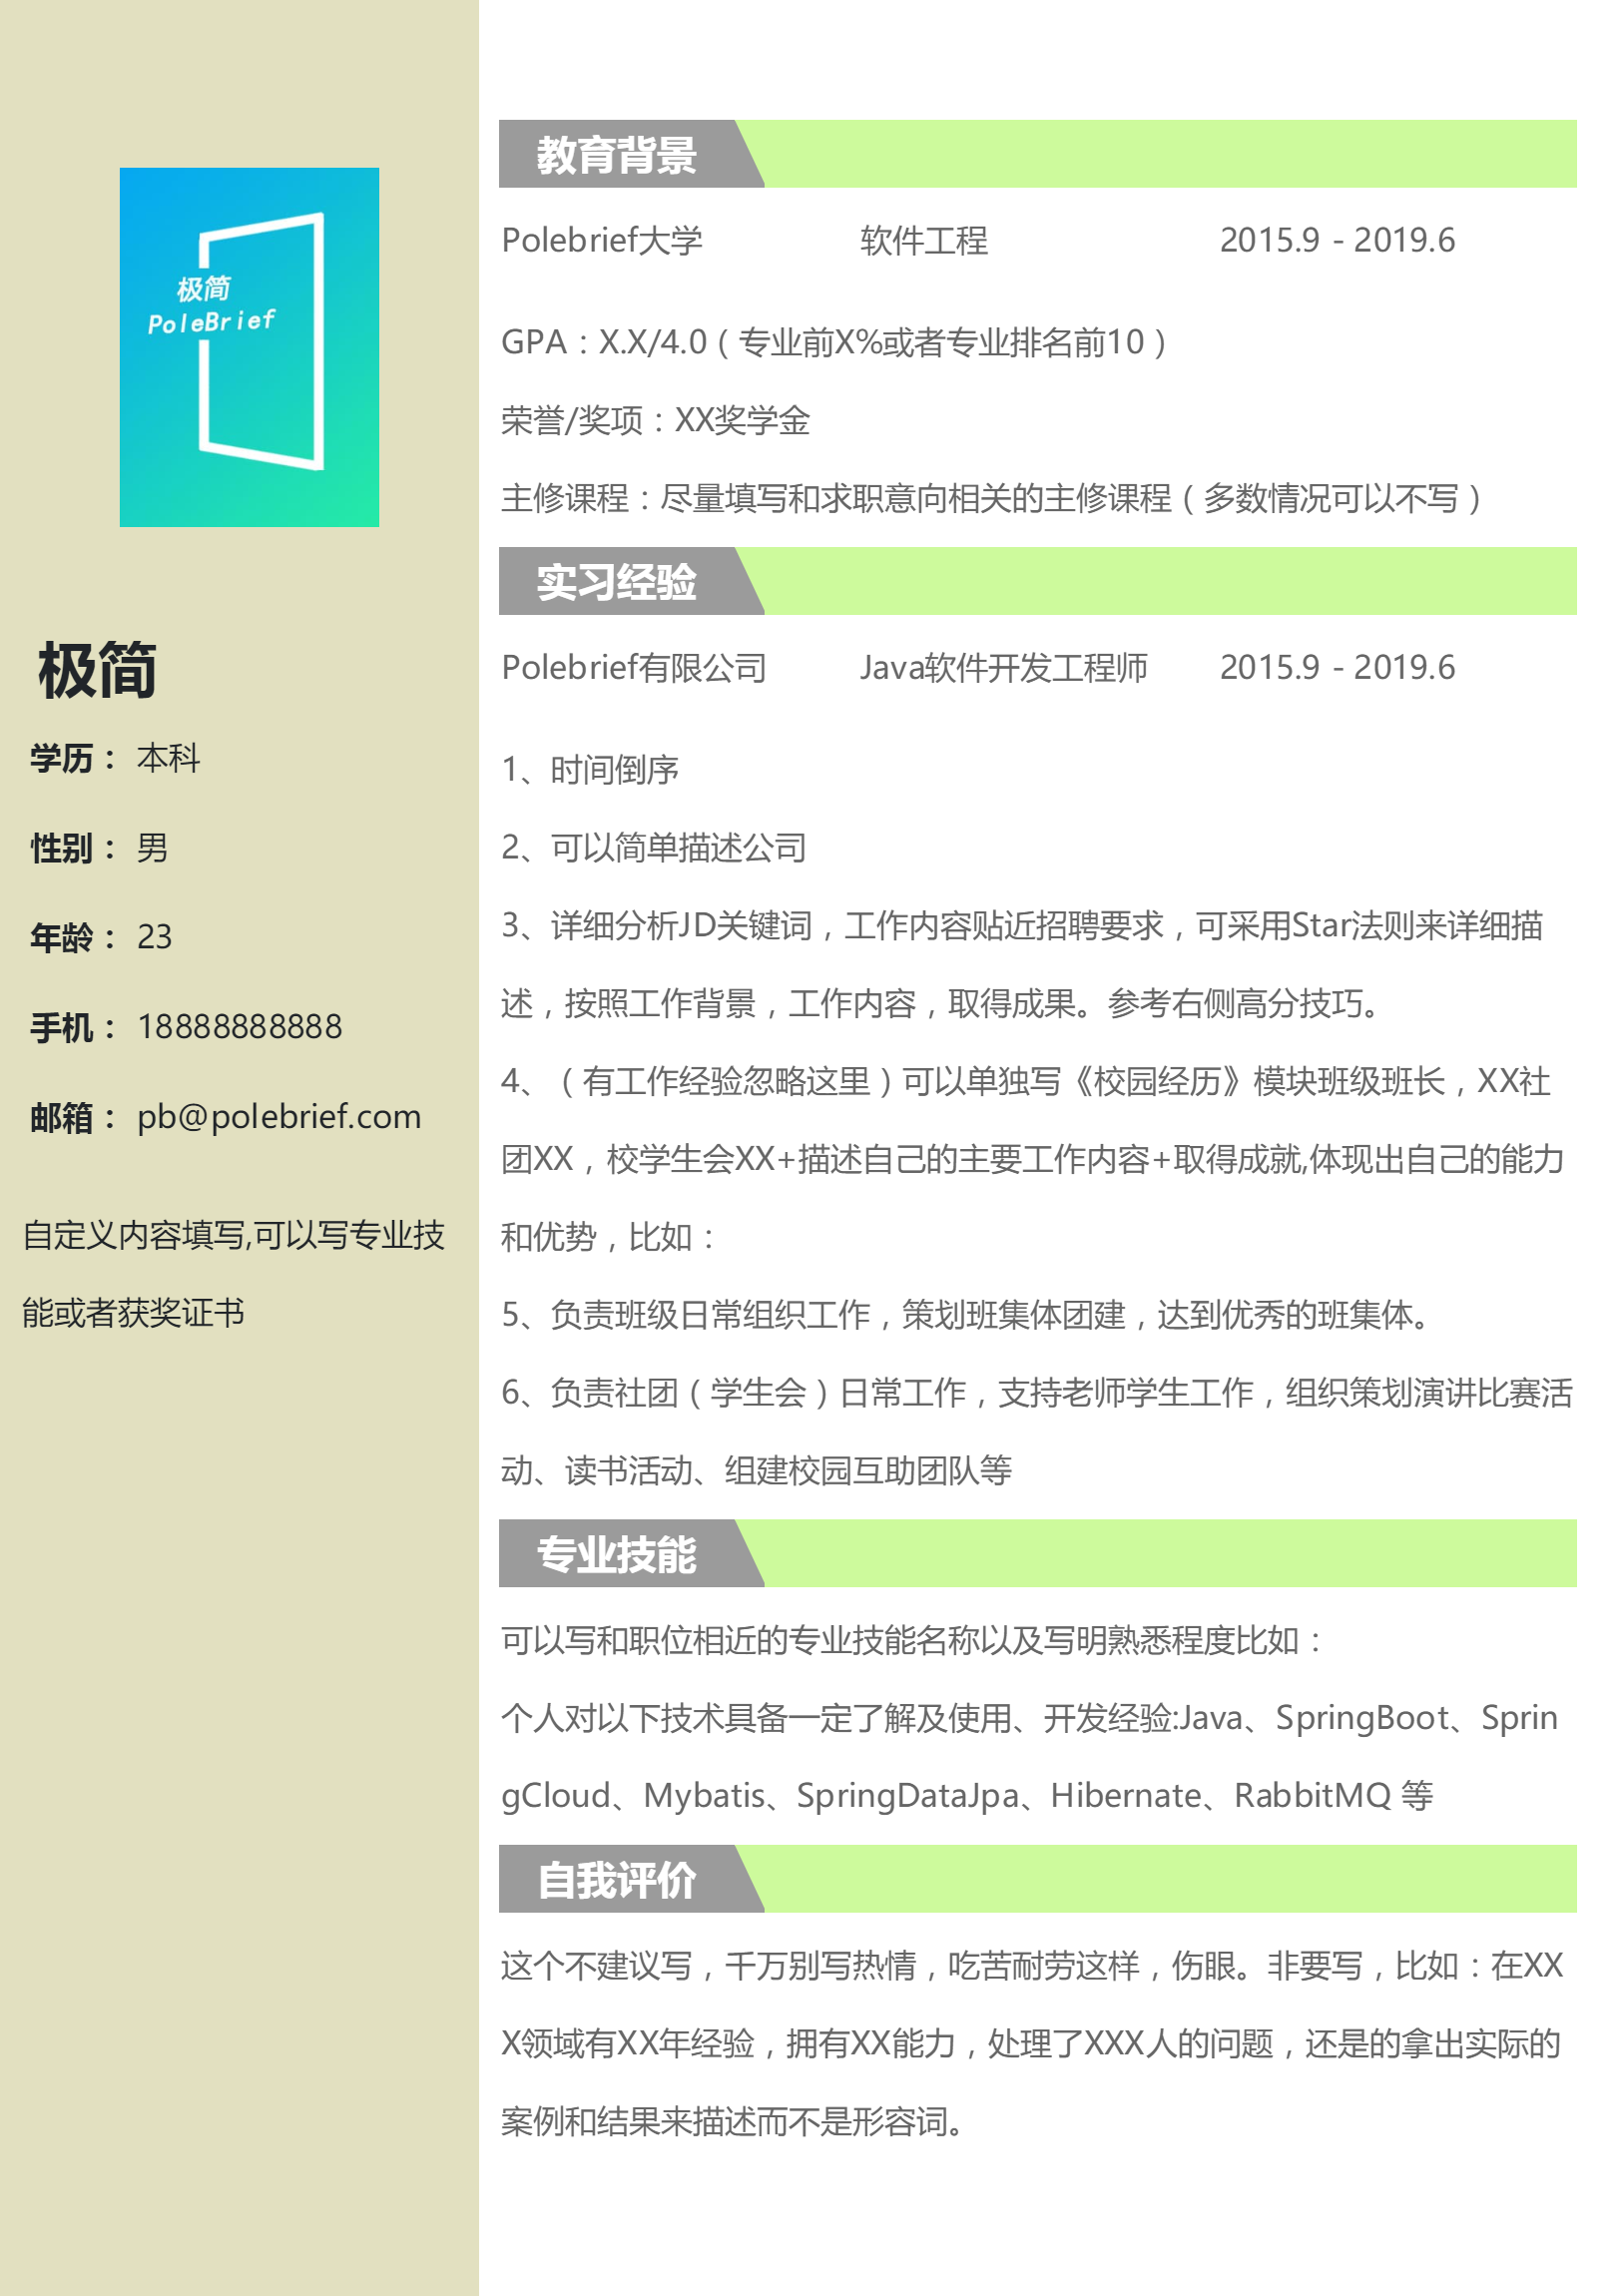 极简
PoleBrief
极简
学历： 本科
性别： 男
年龄： 23
手机： 18888888888
邮箱： pb@polebrief.com
自定义内容填写,可以写专业技
能或者获奖证书
教育背景
Polebrief大学 软件工程 2015.9 - 2019.6
GPA：X.X/4.0（专业前X%或者专业排名前10）
荣誉/奖项：XX奖学金
主修课程：尽量填写和求职意向相关的主修课程（多数情况可以不写）
实习经验
Polebrief有限公司 Java软件开发工程师 2015.9 - 2019.6
1、时间倒序
2、可以简单描述公司
3、详细分析JD关键词，工作内容贴近招聘要求，可采用Star法则来详细描
述，按照工作背景，工作内容，取得成果。参考右侧高分技巧。
4、（有工作经验忽略这里）可以单独写《校园经历》模块班级班长，XX社
团XX，校学生会XX+描述自己的主要工作内容+取得成就,体现出自己的能力
和优势，比如：
5、负责班级日常组织工作，策划班集体团建，达到优秀的班集体。
6、负责社团（学生会）日常工作，支持老师学生工作，组织策划演讲比赛活
动、读书活动、组建校园互助团队等
专业技能
可以写和职位相近的专业技能名称以及写明熟悉程度比如：
个人对以下技术具备一定了解及使用、开发经验:Java、SpringBoot、Sprin
gCloud、Mybatis、SpringDataJpa、Hibernate、RabbitMQ 等
自我评价
这个不建议写，千万别写热情，吃苦耐劳这样，伤眼。非要写，比如：在XX
X领域有XX年经验，拥有XX能力，处理了XXX人的问题，还是的拿出实际的
案例和结果来描述而不是形容词。